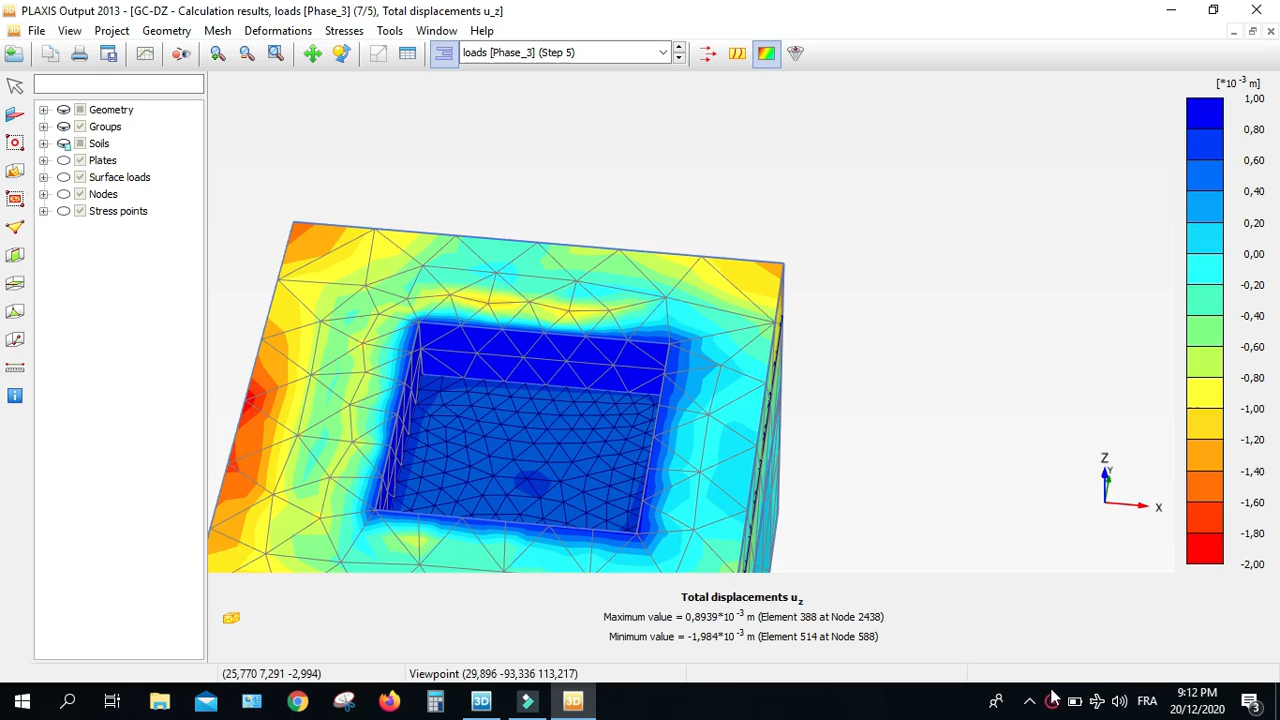 PLAXIS Output 2013 - [GC-DZ - Calculation results, loads [Phase_3] (7/5), Total displacements u_z]
File View Project Geometry Mesh Deformations Stresses Tools Window Help
loads [Phase_3] (Step 5)
Geometry
Groups
Soils
Plates
Surface loads
Nodes
Stress points
[*10 -3 m]
1,00
0,80
0,60
0,40
0,20
0,00
-0,20
-0,40
-0,60
-0,80
-1,00
-1,20
-1,40
-1,60
-1,80
-2,00
Z
Y
X
Total displacements uz
Maximum value = 0,8939*10 -3 m (Element 388 at Node 2438)
Minimum value = -1,984*10 -3 m (Element 514 at Node 588)
(25,770 7,291 -2,994) Viewpoint (29,896 -93,336 113,217)
3D 3D
FRA
9:12 PM
20/12/2020
3